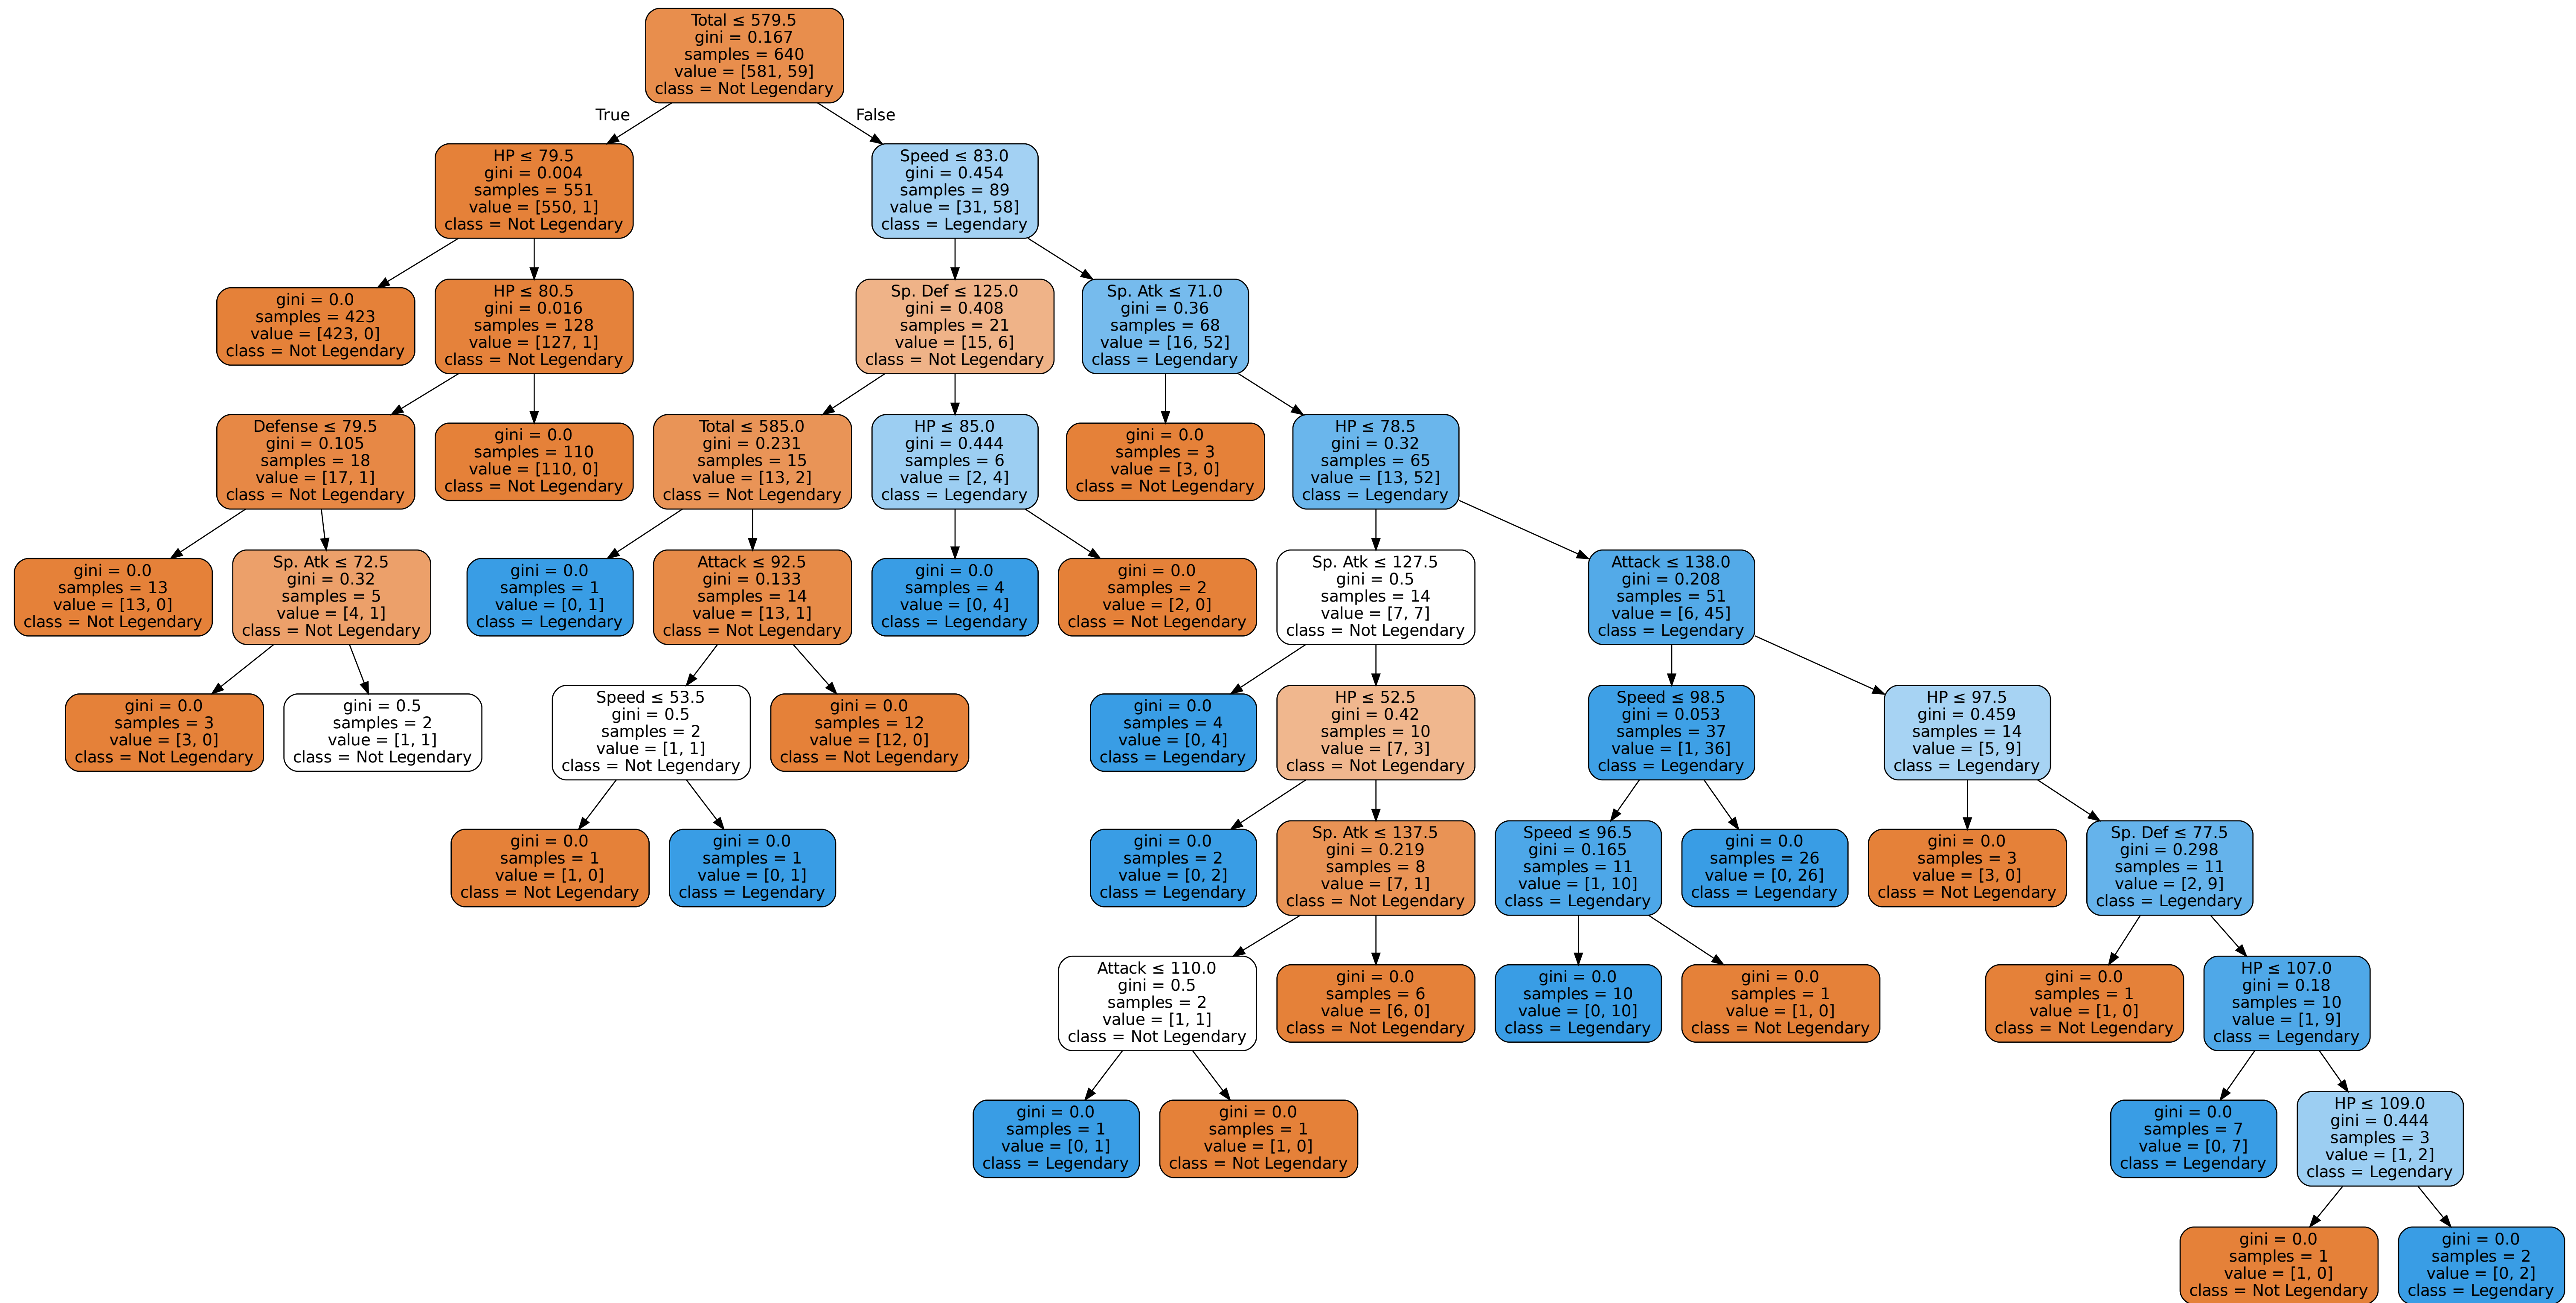 Total ≤ 579.5
gini = 0.167
samples = 640
value = [581, 59]
class = Not Legendary
True
False
HP ≤ 79.5
gini = 0.004
samples = 551
value = [550, 1]
class = Not Legendary
Speed ≤ 83.0
gini = 0.454
samples = 89
value = [31, 58]
class = Legendary
gini = 0.0
samples = 423
value = [423, 0]
class = Not Legendary
HP ≤ 80.5
gini = 0.016
samples = 128
value = [127, 1]
class = Not Legendary
Sp. Def ≤ 125.0
gini = 0.408
samples = 21
value = [15, 6]
class = Not Legendary
Sp. Atk ≤ 71.0
gini = 0.36
samples = 68
value = [16, 52]
class = Legendary
Defense ≤ 79.5
gini = 0.105
samples = 18
value = [17, 1]
class = Not Legendary
gini = 0.0
samples = 110
value = [110, 0]
class = Not Legendary
Total ≤ 585.0
gini = 0.231
samples = 15
value = [13, 2]
class = Not Legendary
HP ≤ 85.0
gini = 0.444
samples = 6
value = [2, 4]
class = Legendary
gini = 0.0
samples = 3
value = [3, 0]
class = Not Legendary
HP ≤ 78.5
gini = 0.32
samples = 65
value = [13, 52]
class = Legendary
gini = 0.0
samples = 13
value = [13, 0]
class = Not Legendary
Sp. Atk ≤ 72.5
gini = 0.32
samples = 5
value = [4, 1]
class = Not Legendary
gini = 0.0
samples = 1
value = [0, 1]
class = Legendary
Attack ≤ 92.5
gini = 0.133
samples = 14
value = [13, 1]
class = Not Legendary
gini = 0.0
samples = 4
value = [0, 4]
class = Legendary
gini = 0.0
samples = 2
value = [2, 0]
class = Not Legendary
Sp. Atk ≤ 127.5
gini = 0.5
samples = 14
value = [7, 7]
class = Not Legendary
Attack ≤ 138.0
gini = 0.208
samples = 51
value = [6, 45]
class = Legendary
gini = 0.0
samples = 3
value = [3, 0]
class = Not Legendary
gini = 0.5
samples = 2
value = [1, 1]
class = Not Legendary
Speed ≤ 53.5
gini = 0.5
samples = 2
value = [1, 1]
class = Not Legendary
gini = 0.0
samples = 12
value = [12, 0]
class = Not Legendary
gini = 0.0
samples = 4
value = [0, 4]
class = Legendary
HP ≤ 52.5
gini = 0.42
samples = 10
value = [7, 3]
class = Not Legendary
Speed ≤ 98.5
gini = 0.053
samples = 37
value = [1, 36]
class = Legendary
HP ≤ 97.5
gini = 0.459
samples = 14
value = [5, 9]
class = Legendary
gini = 0.0
samples = 1
value = [1, 0]
class = Not Legendary
gini = 0.0
samples = 1
value = [0, 1]
class = Legendary
gini = 0.0
samples = 2
value = [0, 2]
class = Legendary
Sp. Atk ≤ 137.5
gini = 0.219
samples = 8
value = [7, 1]
class = Not Legendary
Speed ≤ 96.5
gini = 0.165
samples = 11
value = [1, 10]
class = Legendary
gini = 0.0
samples = 26
value = [0, 26]
class = Legendary
gini = 0.0
samples = 3
value = [3, 0]
class = Not Legendary
Sp. Def ≤ 77.5
gini = 0.298
samples = 11
value = [2, 9]
class = Legendary
Attack ≤ 110.0
gini = 0.5
samples = 2
value = [1, 1]
class = Not Legendary
gini = 0.0
samples = 6
value = [6, 0]
class = Not Legendary
gini = 0.0
samples = 10
value = [0, 10]
class = Legendary
gini = 0.0
samples = 1
value = [1, 0]
class = Not Legendary
gini = 0.0
samples = 1
value = [1, 0]
class = Not Legendary
HP ≤ 107.0
gini = 0.18
samples = 10
value = [1, 9]
class = Legendary
gini = 0.0
samples = 1
value = [0, 1]
class = Legendary
gini = 0.0
samples = 1
value = [1, 0]
class = Not Legendary
gini = 0.0
samples = 7
value = [0, 7]
class = Legendary
HP ≤ 109.0
gini = 0.444
samples = 3
value = [1, 2]
class = Legendary
gini = 0.0
samples = 1
value = [1, 0]
class = Not Legendary
gini = 0.0
samples = 2
value = [0, 2]
class = Legendary